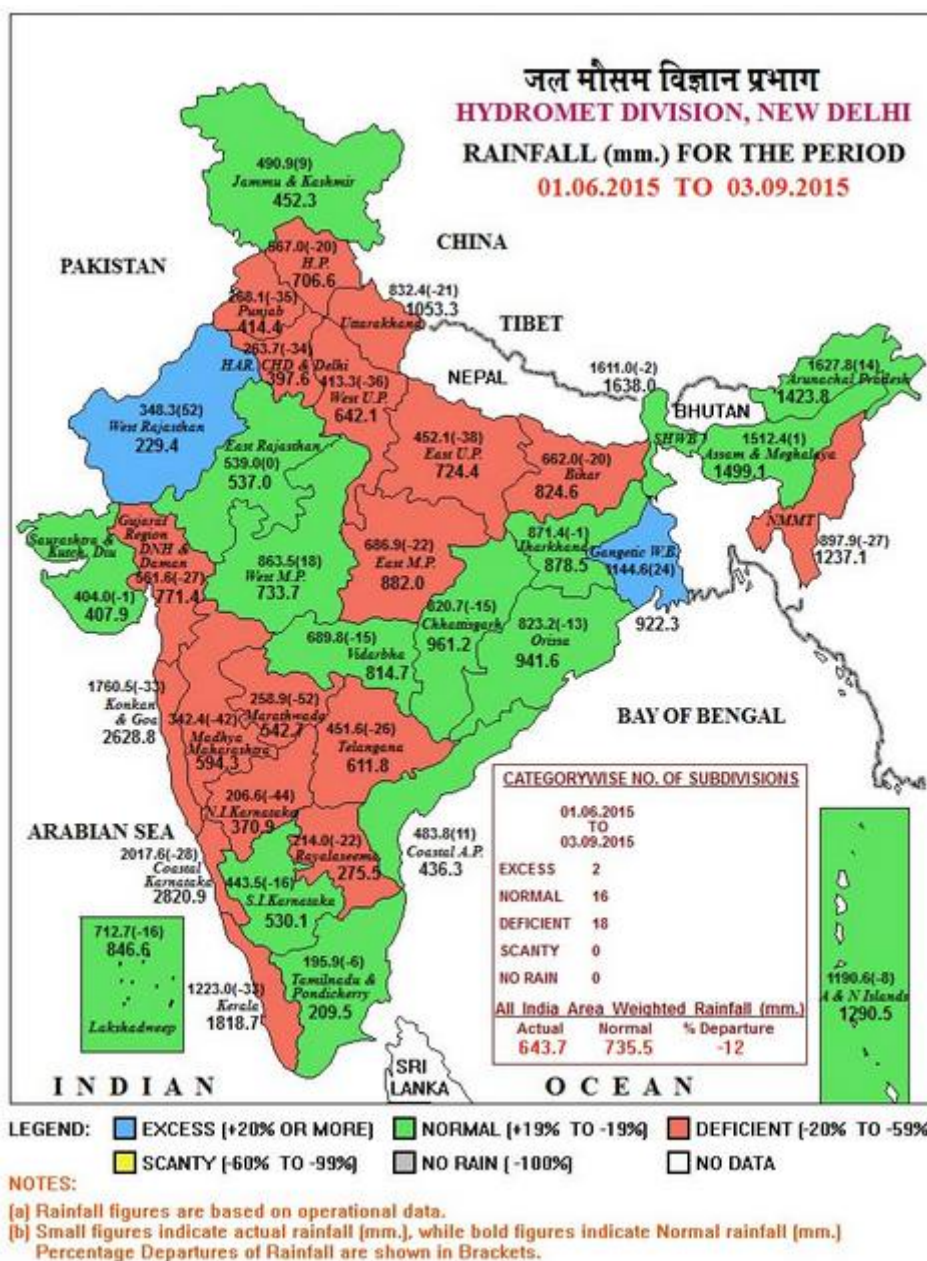 जल मौसम विज्ञान प्रभाग
HYDROMET DIVISION, NEW DELHI
RAINFALL (mm.) FOR THE PERIOD
01.06.2015 TO 03.09.2015
490.9(9)
Jammu & Kashmir
452.3
CHINA
PAKISTAN
567.0(-20)
H.P.
706.6
832.4(-21)
1053.3
Uttarakhand
TIBET
268.1(-35)
Punjab
414.4
263.7(-34)
HAR. CHD & Delhi
397.6
413.3(-36)
West U.P.
642.1
NEPAL
1611.0(-2)
1638.0
SHWB
BHUTAN
1627.8(14)
Arunachal Pradesh
1423.8
348.3(52)
West Rajasthan
229.4
East Rajasthan
539.0(0)
537.0
452.1(-38)
East U.P.
724.4
662.0(-20)
Bihar
824.6
1512.4(1)
Assam & Meghalaya
1499.1
NMMT
897.9(-27)
1237.1
Saurashtra &
Kutch, Diu
404.0(-1)
407.9
Gujarat
Region
DNH &
Daman
561.6(-27)
771.4
863.5(18)
West M.P.
733.7
686.9(-22)
East M.P.
882.0
871.4(-1)
Jharkhand
878.5
Gangetic W.B.
1144.6(24)
922.3
820.7(-15)
Chhattisgarh
961.2
823.2(-13)
Orissa
941.6
689.8(-15)
Vidarbha
814.7
1760.5(-33)
Konkan
& Goa
2628.8
342.4(-42)
Madhya
Maharashtra
594.3
258.9(-52)
Marathwada
542.7
451.6(-26)
Telangana
611.8
BAY OF BENGAL
206.6(-44)
N.I.Karnataka
370.9
ARABIAN SEA
2017.6(-28)
Coastal
Karnataka
2820.9
214.0(-22)
Rayalaseema
275.5
483.8(11)
Coastal A.P.
436.3
443.5(-16)
S.I.Karnataka
530.1
712.7(-16)
846.6
Lakshadweep
1223.0(-33)
Kerala
1818.7
195.9(-6)
Tamilnadu &
Pondicherry
209.5
CATEGORYWISE NO. OF SUBDIVISIONS
01.06.2015
TO
03.09.2015
EXCESS 2
NORMAL 16
DEFICIENT 18
SCANTY 0
NO RAIN 0
All India Area Weighted Rainfall (mm.)
Actual Normal % Departure
643.7 735.5 -12
1190.6(-8)
A & N Islands
1290.5
SRI
LANKA
INDIAN OCEAN
LEGEND: EXCESS (+20% OR MORE) NORMAL (+19% TO -19%) DEFICIENT (-20% TO -59%
SCANTY (-60% TO -99%) NO RAIN (-100%) NO DATA
NOTES:
(a) Rainfall figures are based on operational data.
(b) Small figures indicate actual rainfall (mm.), while bold figures indicate Normal rainfall (mm.)
Percentage Departures of Rainfall are shown in Brackets.